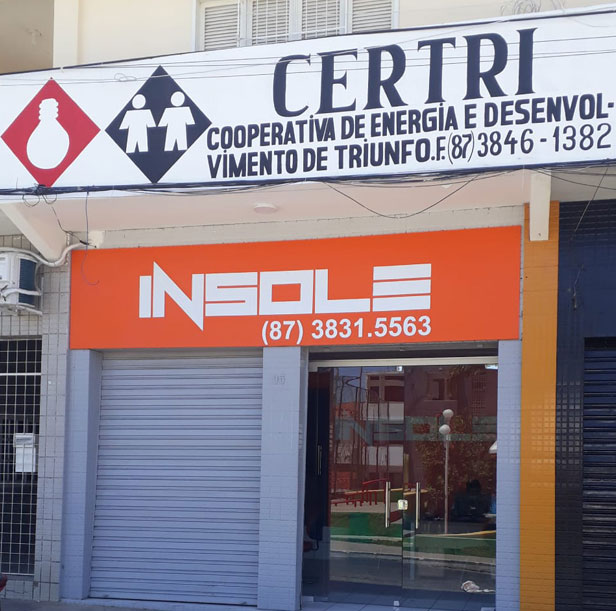 CERTRI
COOPERATIVA DE ENERGIA E DESENVOL-
VIMENTO DE TRIUNFO.F.(87)3846-1382
INSOLE
(87) 3831.5563